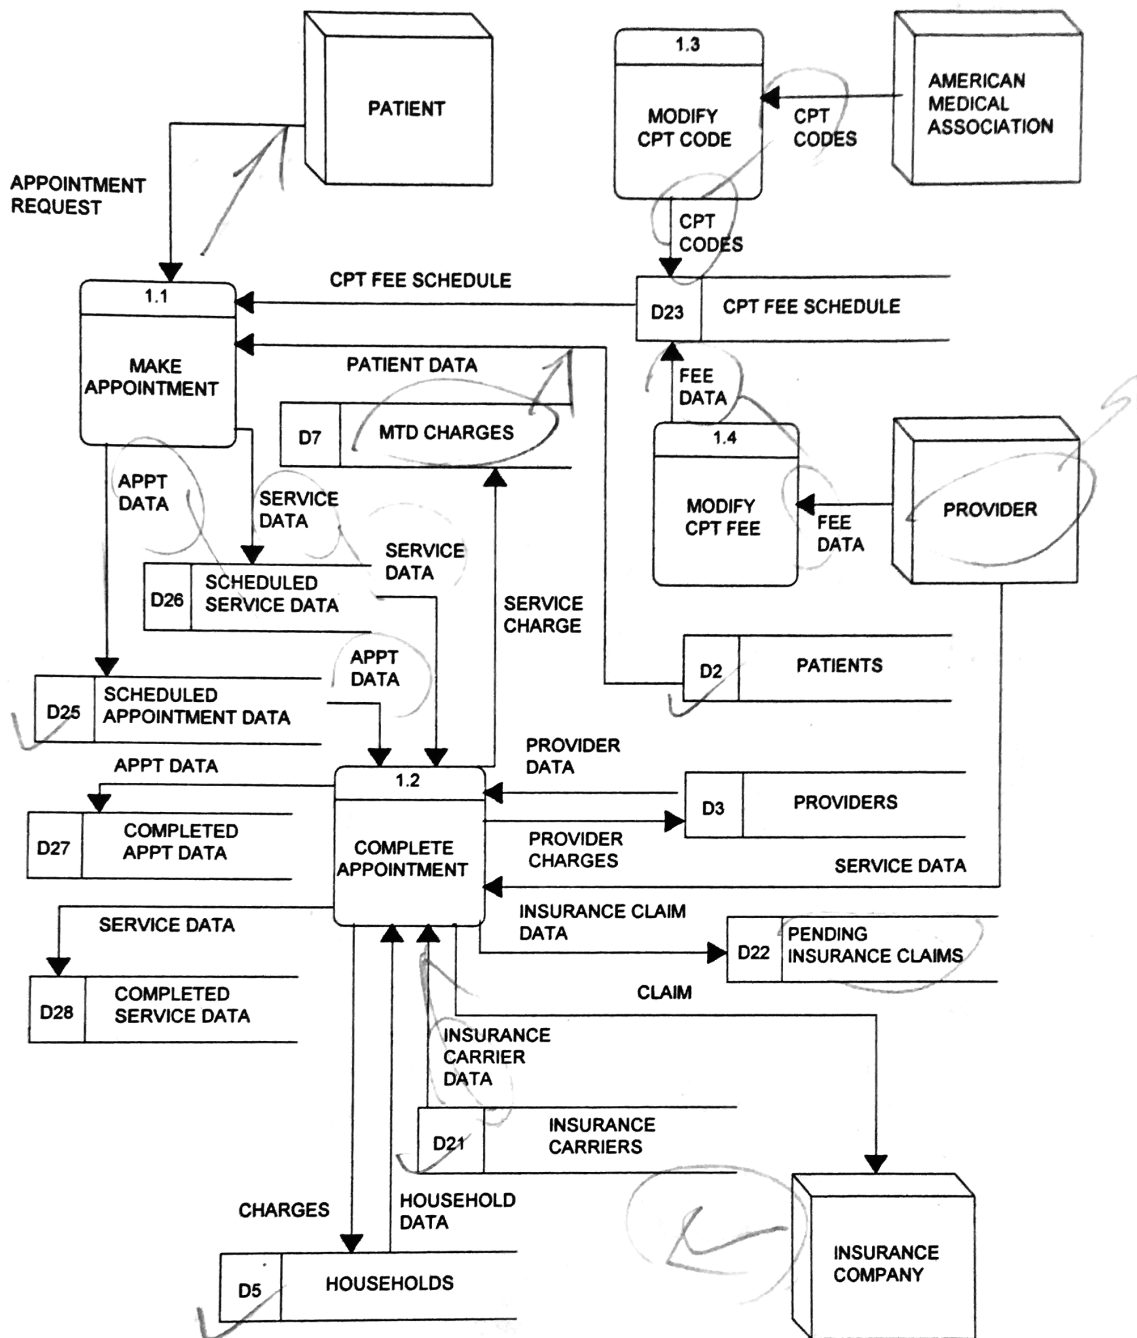 PATIENT
1.3
MODIFY
CPT CODE
CPT
CODES
AMERICAN
MEDICAL
ASSOCIATION
APPOINTMENT
REQUEST
CPT
CODES
CPT FEE SCHEDULE
D23
CPT FEE SCHEDULE
1.1
MAKE
APPOINTMENT
PATIENT DATA
FEE
DATA
D7
MTD CHARGES
1.4
MODIFY
CPT FEE
FEE
DATA
PROVIDER
APPT
DATA
SERVICE
DATA
SERVICE
DATA
D26
SCHEDULED
SERVICE DATA
SERVICE
CHARGE
APPT
DATA
D2
PATIENTS
D25
SCHEDULED
APPOINTMENT DATA
APPT DATA
1.2
COMPLETE
APPOINTMENT
PROVIDER
DATA
D3
PROVIDERS
PROVIDER
CHARGES
D27
COMPLETED
APPT DATA
SERVICE DATA
SERVICE DATA
INSURANCE CLAIM
DATA
D22
PENDING
INSURANCE CLAIMS
CLAIM
D28
COMPLETED
SERVICE DATA
INSURANCE
CARRIER
DATA
D21
INSURANCE
CARRIERS
CHARGES
HOUSEHOLD
DATA
D5
HOUSEHOLDS
INSURANCE
COMPANY